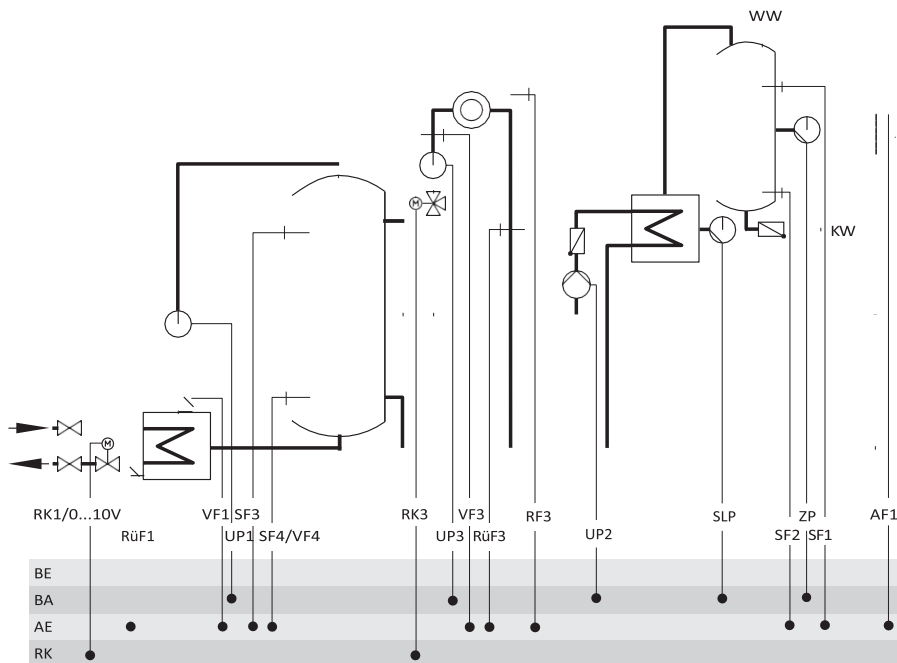 WW
M
KW
M
RK1/0...10V VF1 SF3 RK3 VF3 RF3 SLP ZP AF1
RüF1 UP1 SF4/VF4 UP3 RüF3 UP2 SF2 SF1
BE
BA
AE
RK